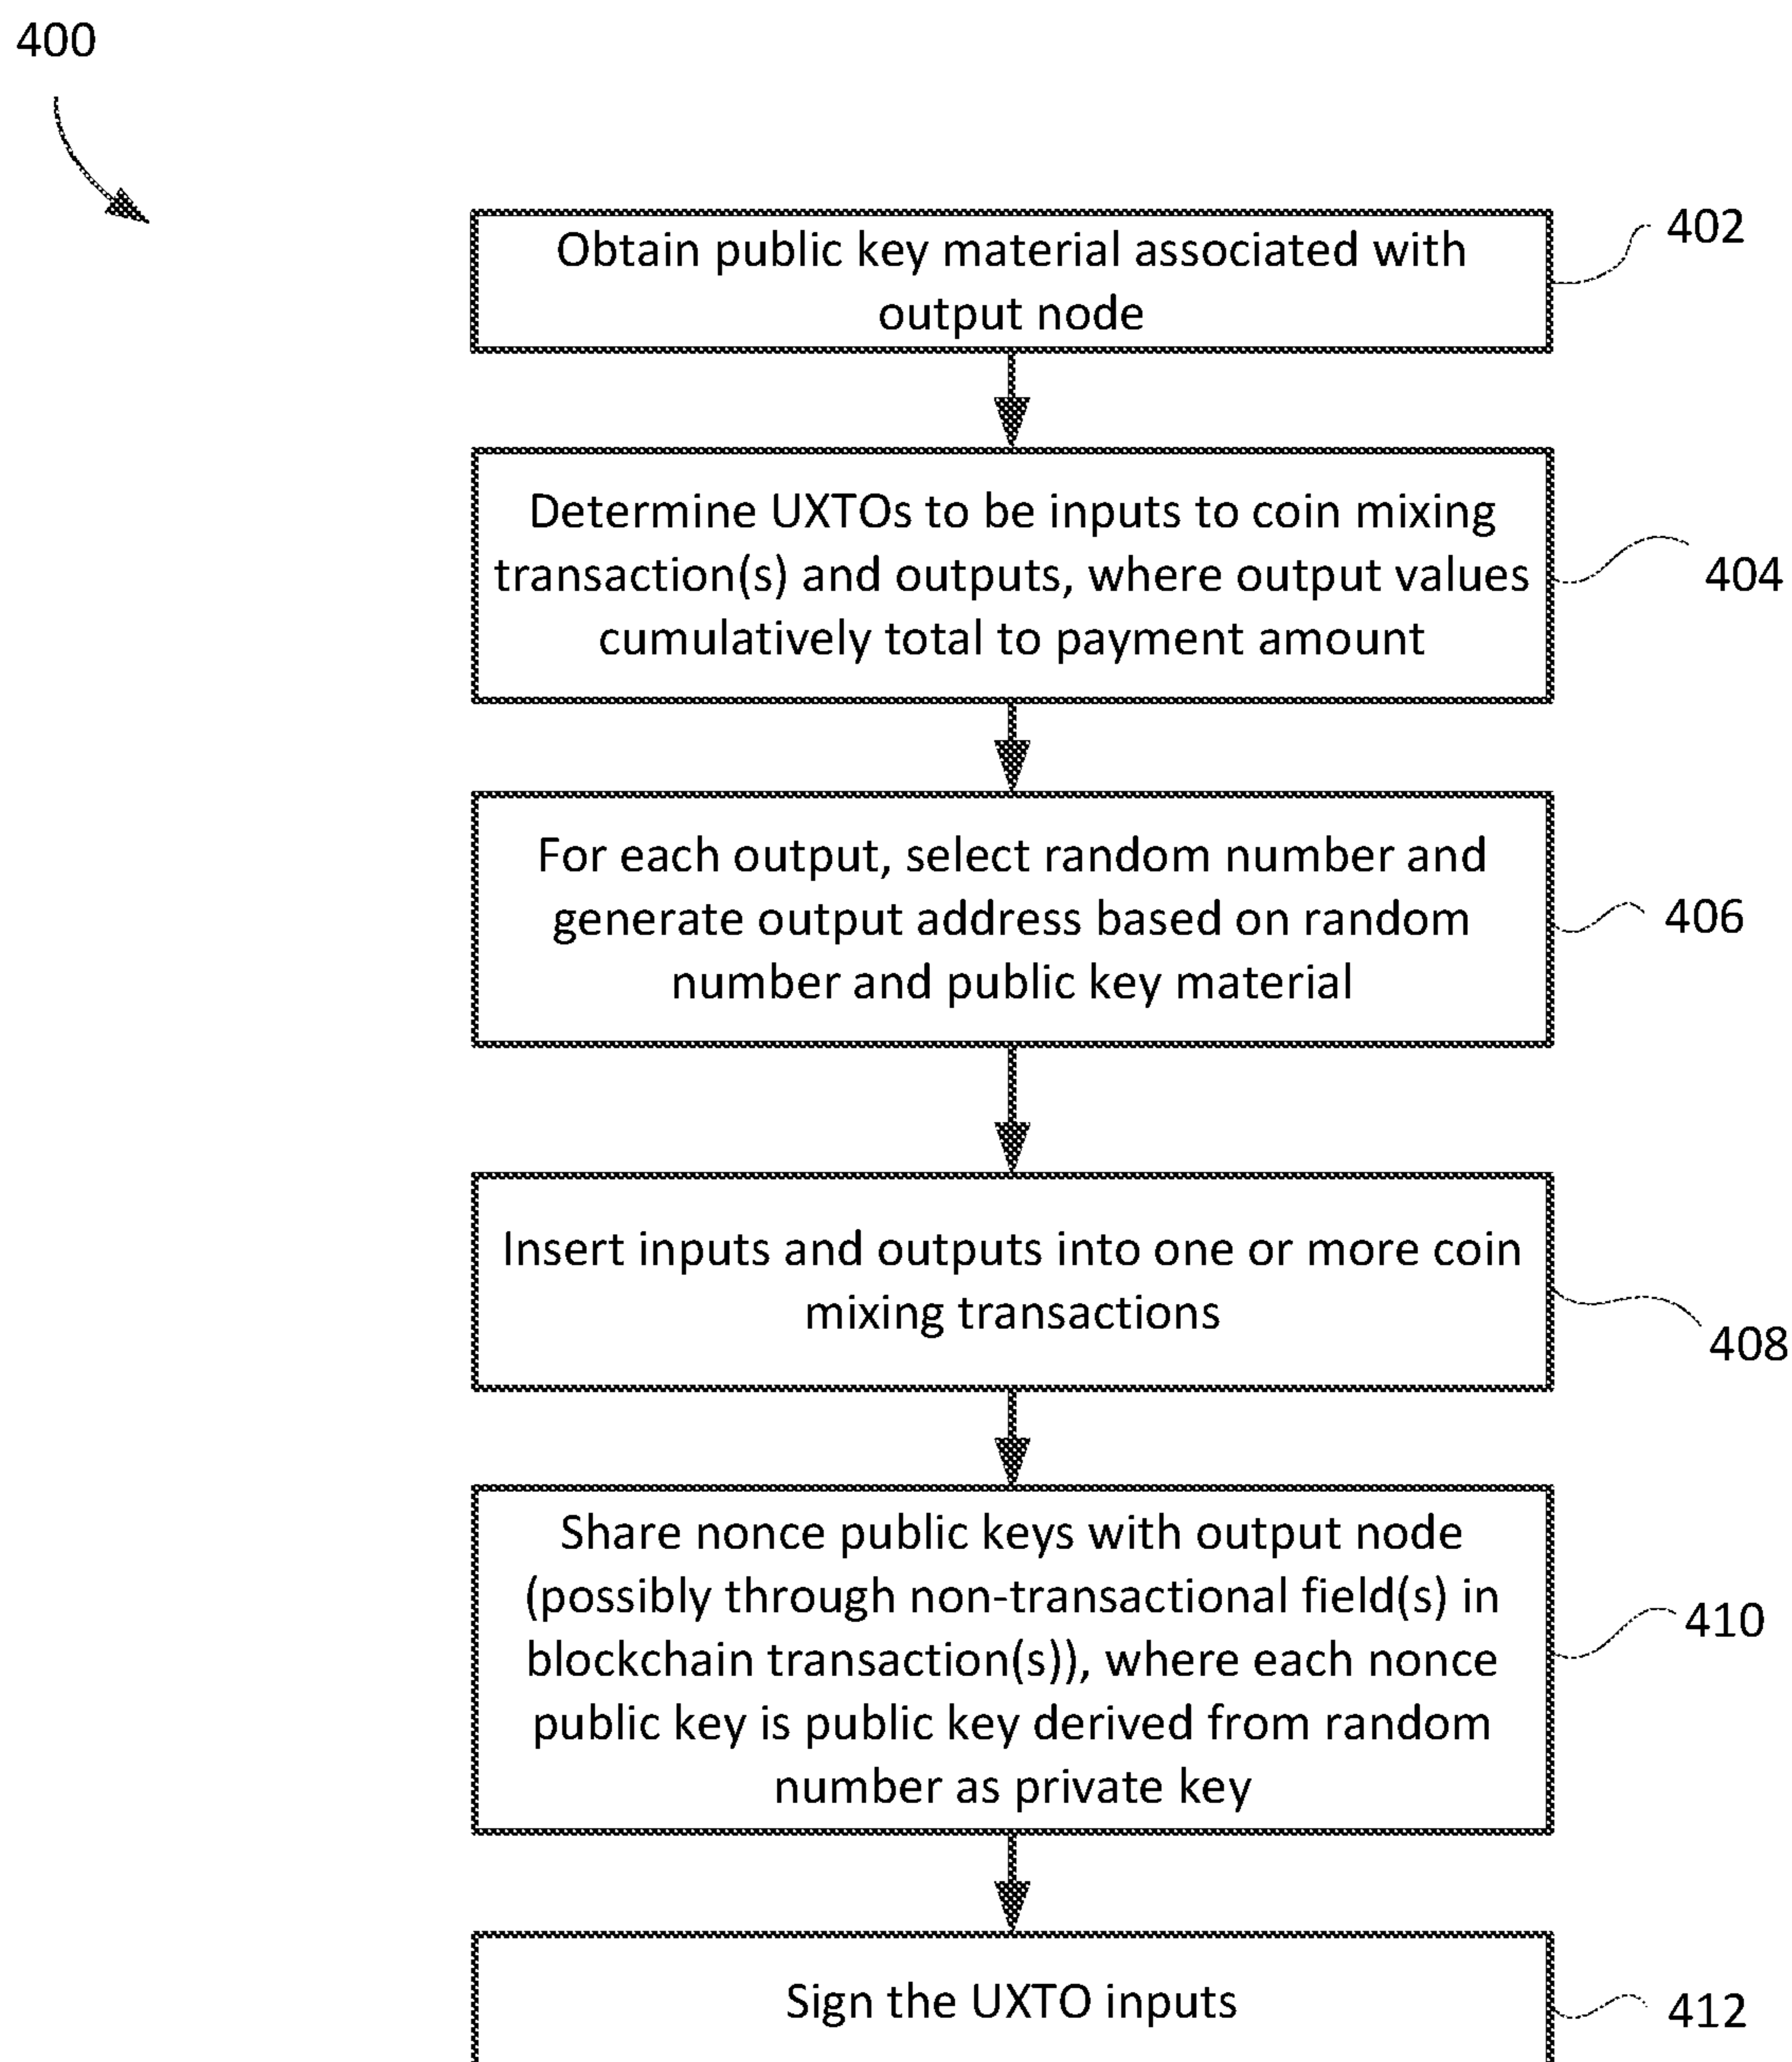 400
402
Obtain public key material associated with
output node
Determine UXTOs to be inputs to coin mixing
transaction(s) and outputs, where output values
cumulatively total to payment amount
404
For each output, select random number and
generate output address based on random
number and public key material
406
Insert inputs and outputs into one or more coin
mixing transactions
408
Share nonce public keys with output node
(possibly through non-transactional field(s) in
blockchain transaction(s)), where each nonce
public key is public key derived from random
number as private key
410
Sign the UXTO inputs
412